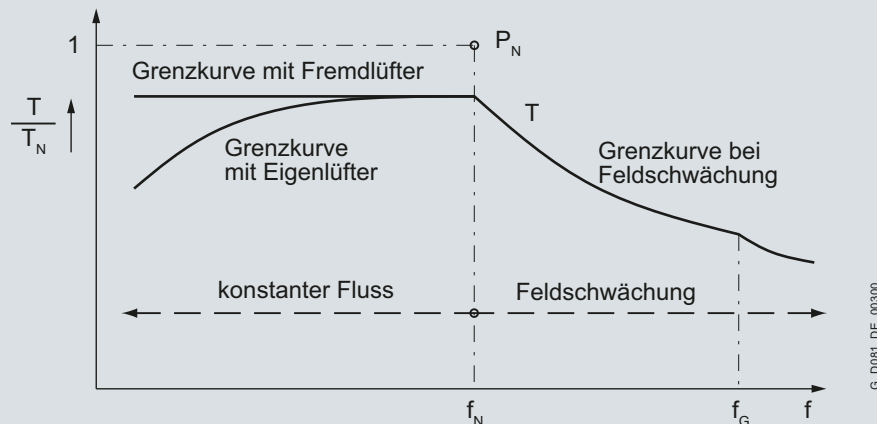 1
P_N
Grenzkurve mit Fremdlüfter
T
T_N
T
Grenzkurve
mit Eigenlüfter
Grenzkurve bei
Feldschwächung
konstanter Fluss
Feldschwächung
f_N
f_G
f
G_D081_DE_00300